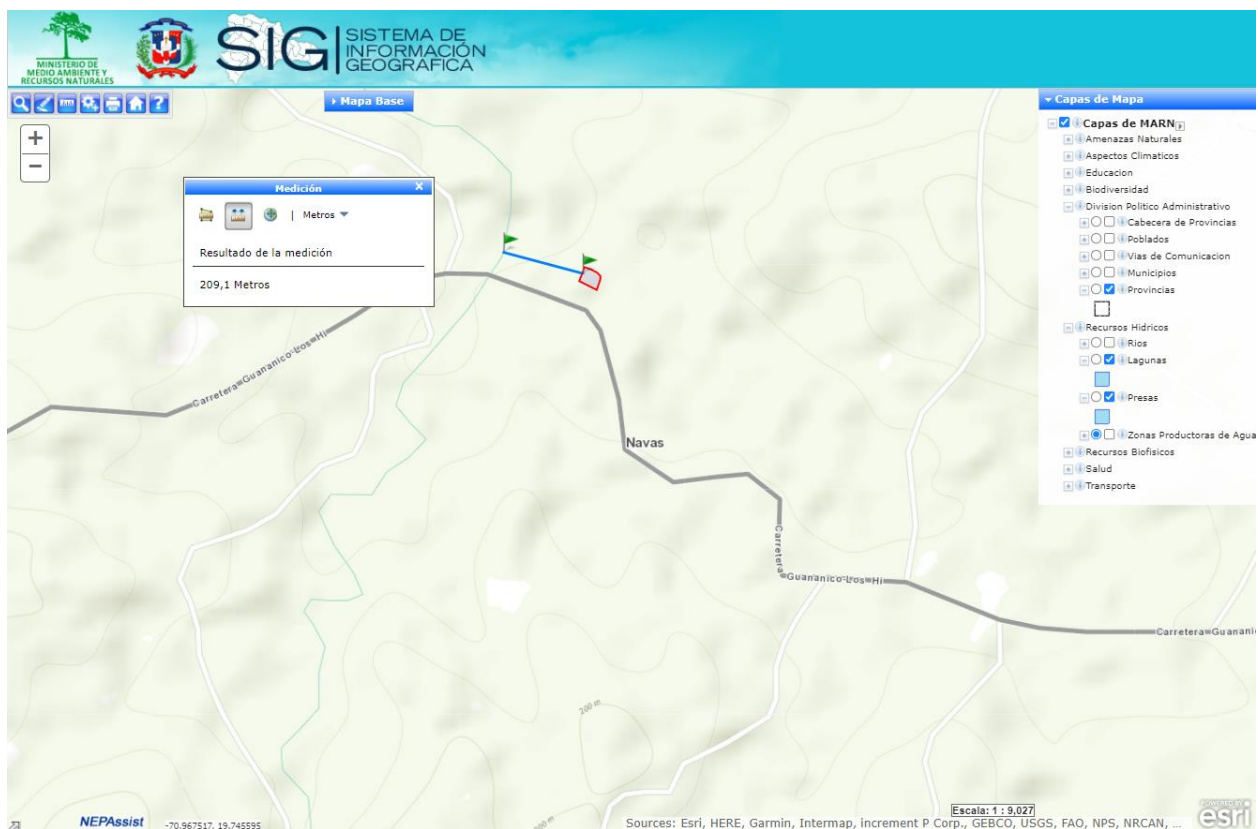 MINISTERIO DE
MEDIO AMBIENTE Y
RECURSOS NATURALES
SIG
SISTEMA DE
INFORMACIÓN
GEOGRAFICA
Mapa Base
Capas de Mapa
Capas de MARN
Amenazas Naturales
Aspectos Climaticos
Educacion
Biodiversidad
Division Politico Administrativo
Cabecera de Provincias
Poblados
Vias de Comunicacion
Municipios
Provincias
Recursos Hidricos
Rios
Lagunas
Presas
Zonas Productoras de Agua
Recursos Biofisicos
Salud
Transporte
+
−
Medición
Metros
Resultado de la medición
209,1 Metros
Carretera Guananico-Los Hi
Navas
Carretera Guananico-Los Hi
Carretera Guanani
200 m
200 m
NEPAssist
-70.967517, 19.745595
Escala: 1 : 9,027
Sources: Esri, HERE, Garmin, Intermap, increment P Corp., GEBCO, USGS, FAO, NPS, NRCAN, ...
POWERED BY
esri